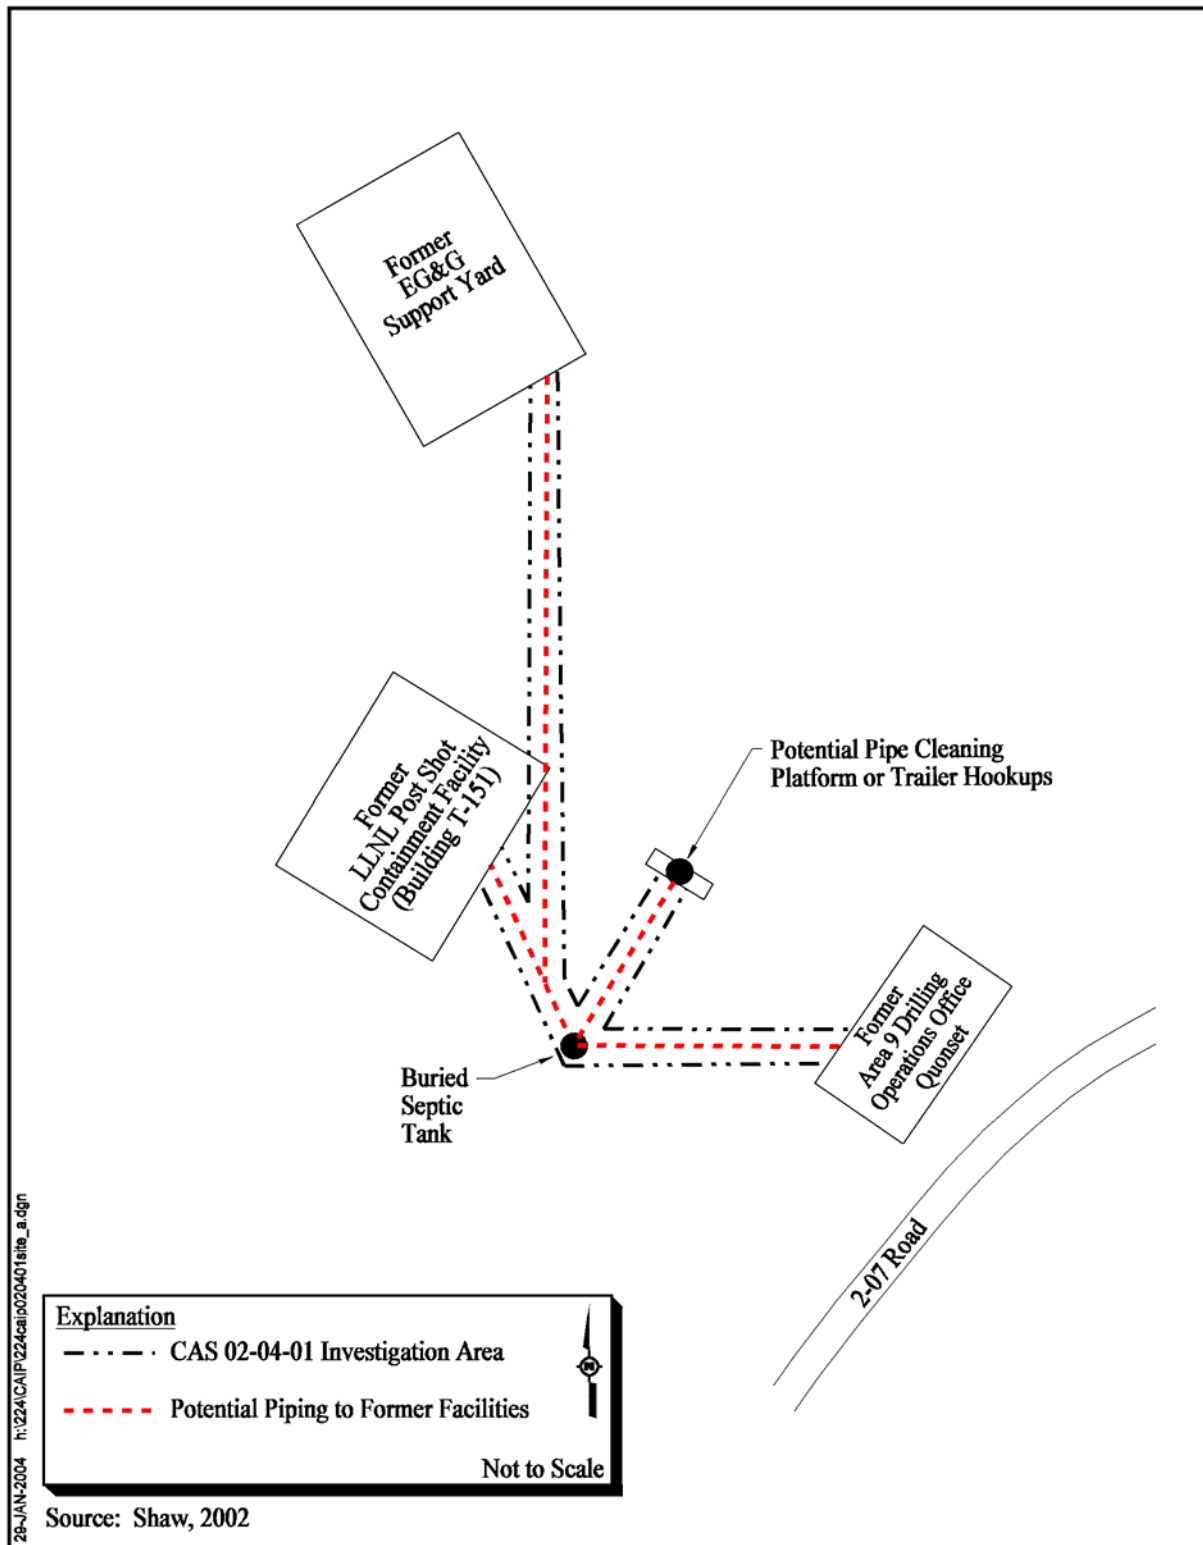 Former
EG&G
Support Yard
Former
LLNL Post Shot
Containment Facility
(Building T-151)
Potential Pipe Cleaning
Platform or Trailer Hookups
Former
Area 9 Drilling
Operations Office
Quonset
Buried
Septic
Tank
2-07 Road
Explanation
CAS 02-04-01 Investigation Area
Potential Piping to Former Facilities
N
Not to Scale
Source: Shaw, 2002
29-JAN-2004 h:\224\CAIP\224caip020401site_a.dgn